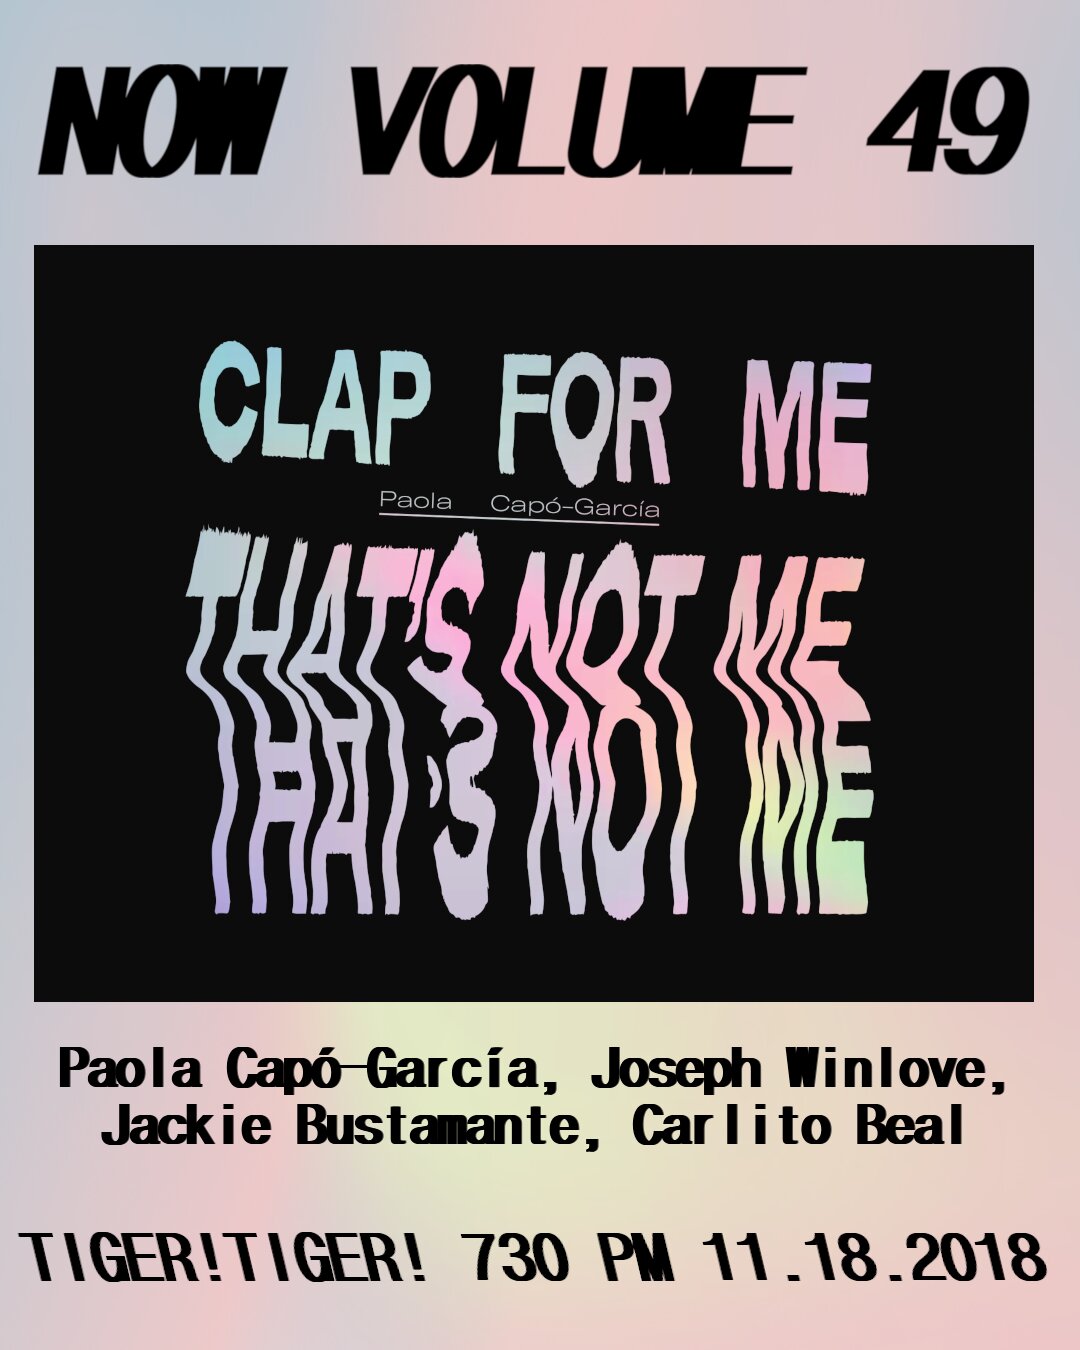 NOW VOLUME 49
CLAP FOR ME
Paola Capó-García
THAT'S NOT ME
THAT'S NOT ME
Paola Capó-García, Joseph Winlove,
Jackie Bustamante, Carlito Beal
TIGER!TIGER! 730 PM 11.18.2018